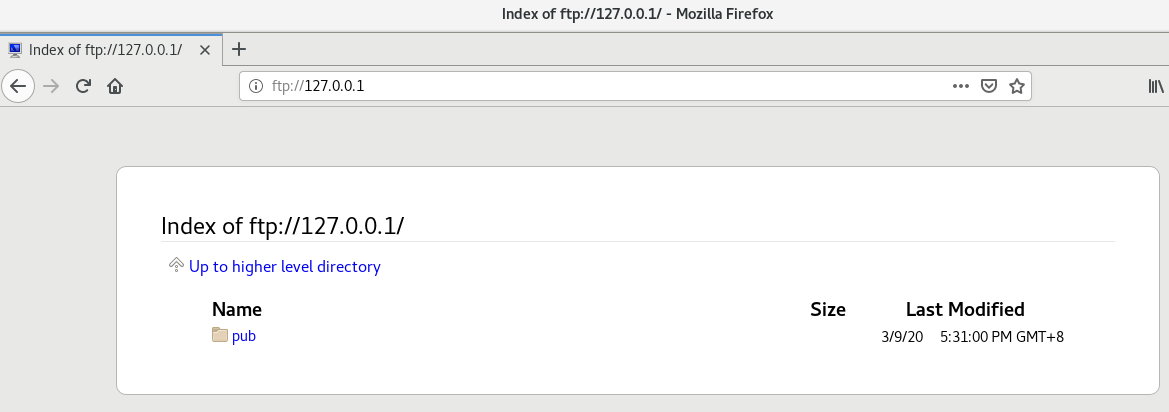 Index of ftp://127.0.0.1/ - Mozilla Firefox
Index of ftp://127.0.0.1/
ftp://127.0.0.1
Index of ftp://127.0.0.1/
Up to higher level directory
Name Size Last Modified
pub 3/9/20 5:31:00 PM GMT+8